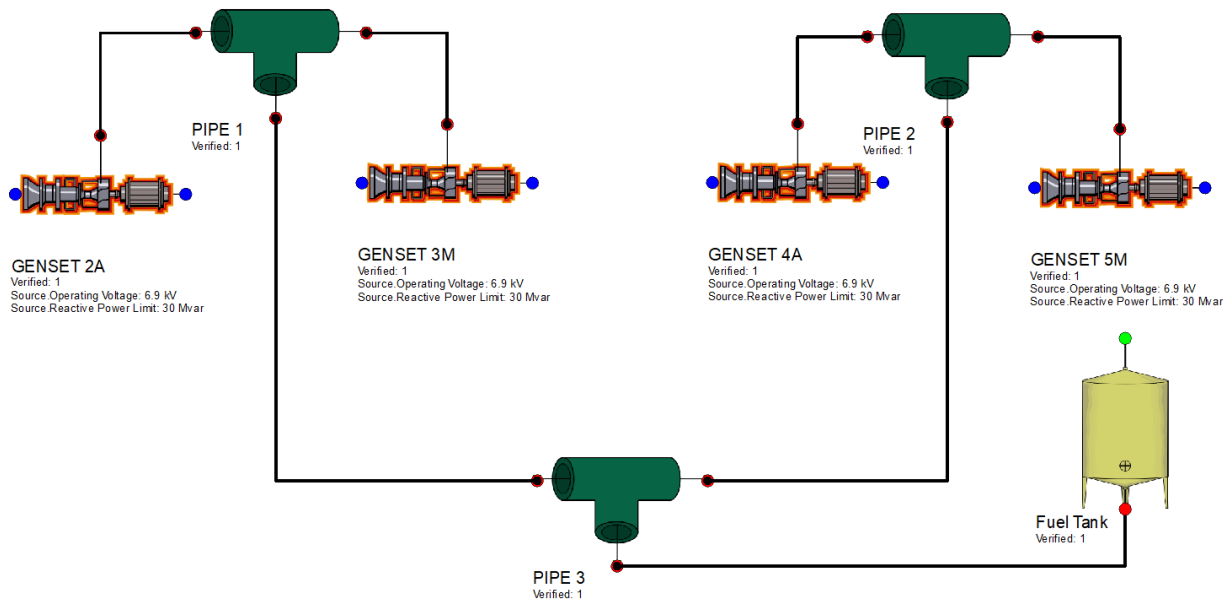 PIPE 1
Verified: 1
PIPE 2
Verified: 1
GENSET 2A
Verified: 1
Source.Operating Voltage: 6.9 kV
Source.Reactive Power Limit: 30 Mvar
GENSET 3M
Verified: 1
Source.Operating Voltage: 6.9 kV
Source.Reactive Power Limit: 30 Mvar
GENSET 4A
Verified: 1
Source.Operating Voltage: 6.9 kV
Source.Reactive Power Limit: 30 Mvar
GENSET 5M
Verified: 1
Source.Operating Voltage: 6.9 kV
Source.Reactive Power Limit: 30 Mvar
Fuel Tank
Verified: 1
PIPE 3
Verified: 1